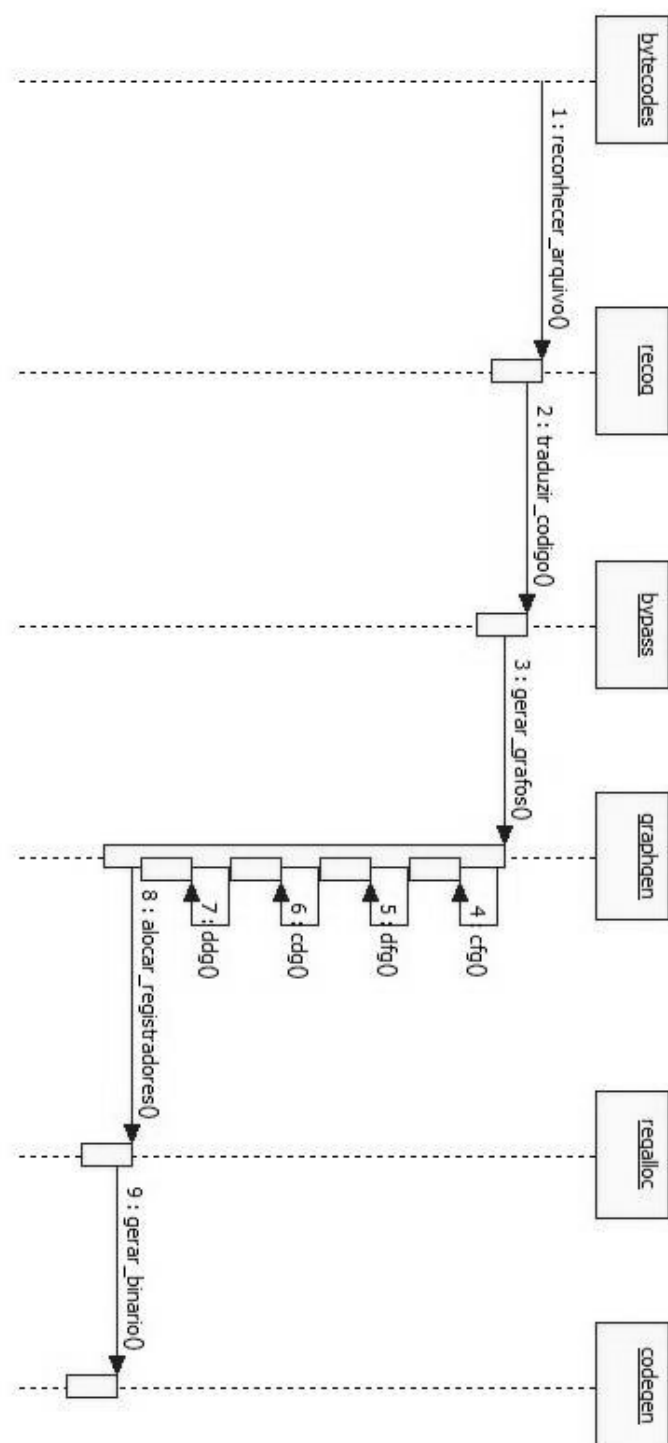 bytecodes
recog
bypass
graphgen
regalloc
codegen
1 : reconhecer_arquivo()
2 : traduzir_codigo()
3 : gerar_grafos()
4 : cfg()
5 : dfg()
6 : cdg()
7 : ddg()
8 : alocar_registradores()
9 : gerar_binario()